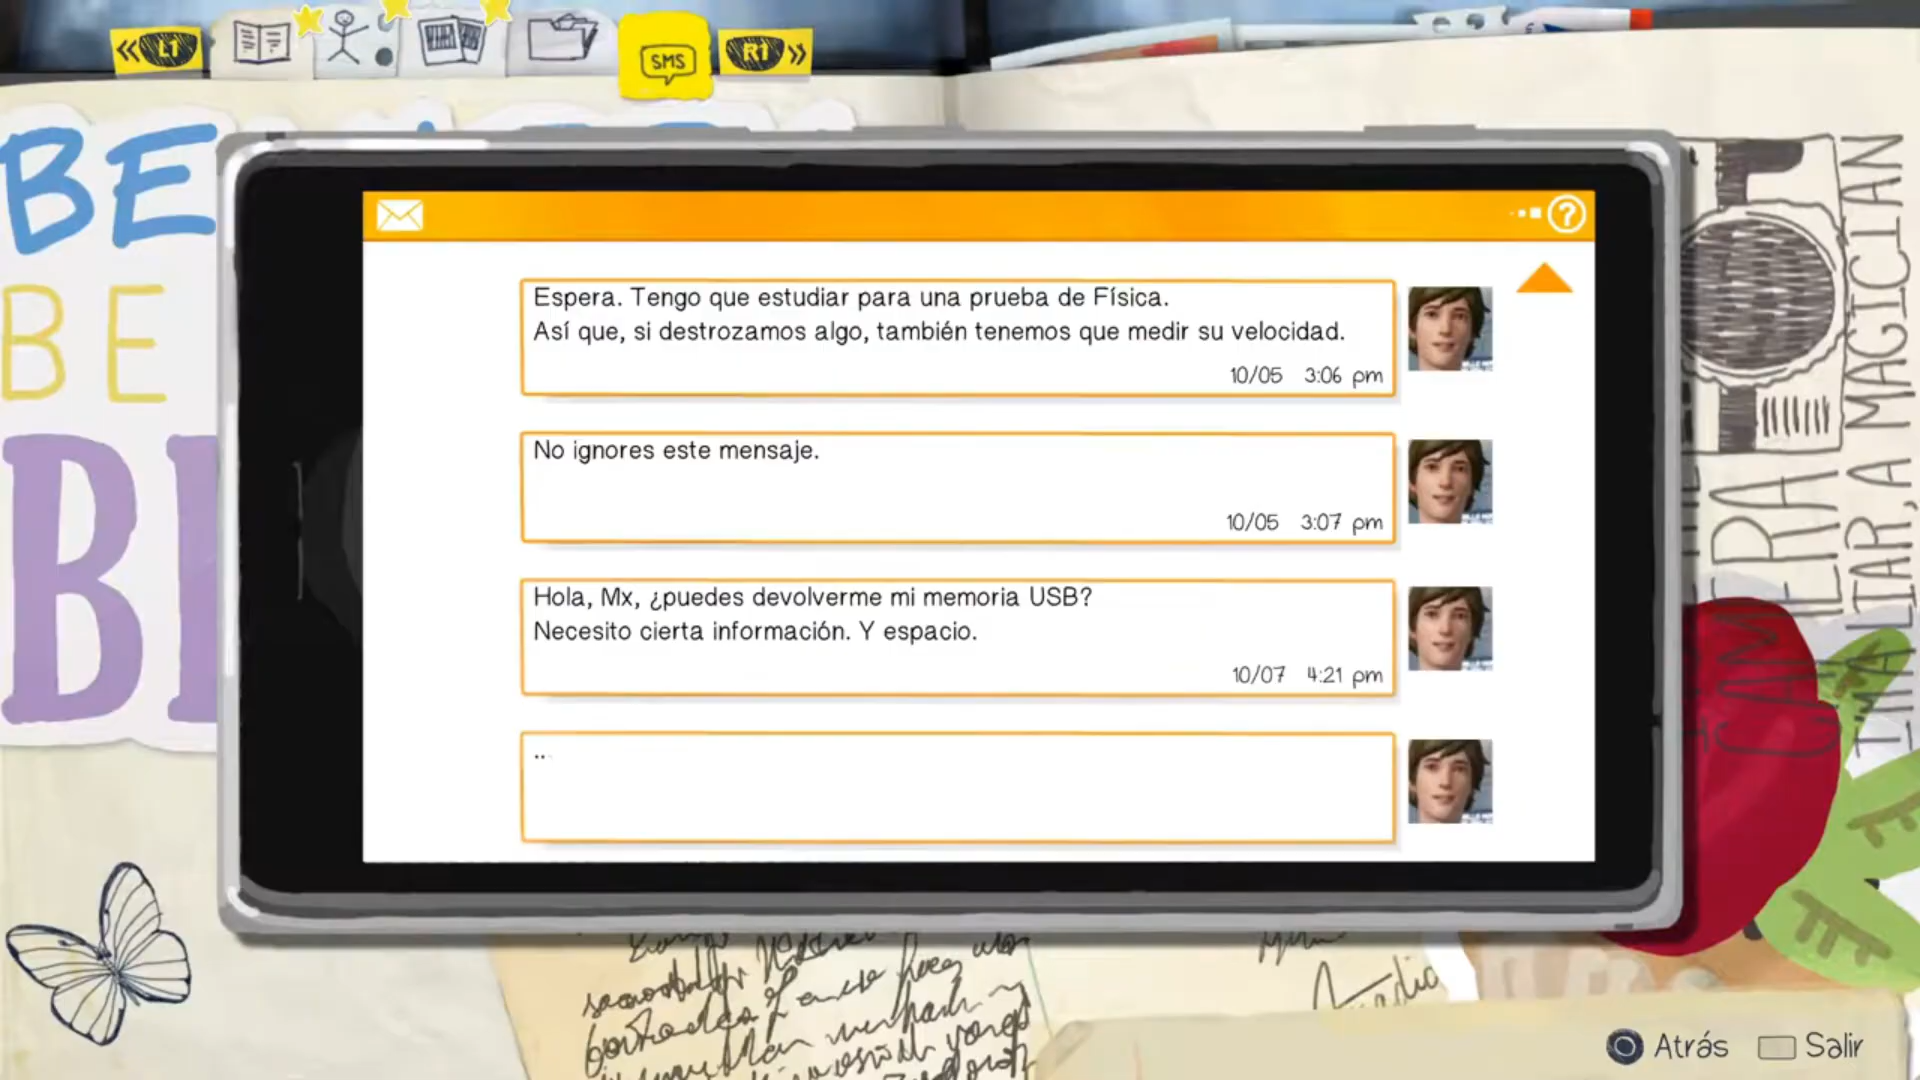 L1
SMS
R1
BE
BE
Espera. Tengo que estudiar para una prueba de Física.
Así que, si destrozamos algo, también tenemos que medir su velocidad.
10/05 3:06 pm
No ignores este mensaje.
10/05 3:07 pm
Hola, Mx, ¿puedes devolverme mi memoria USB?
Necesito cierta información. Y espacio.
10/07 4:21 pm
...
CAMERA
LIAR, A MAGICIAN
Atrás
Salir